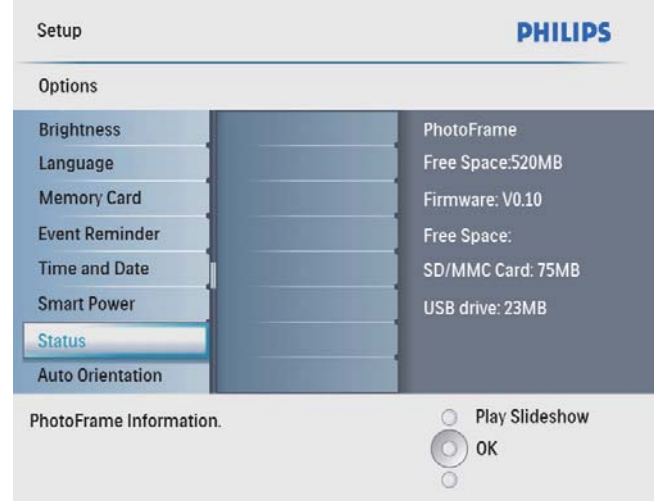 Setup
PHILIPS
Options
Brightness
Language
Memory Card
Event Reminder
Time and Date
Smart Power
Status
Auto Orientation
PhotoFrame
Free Space:520MB
Firmware: V0.10
Free Space:
SD/MMC Card: 75MB
USB drive: 23MB
PhotoFrame Information.
Play Slideshow
OK